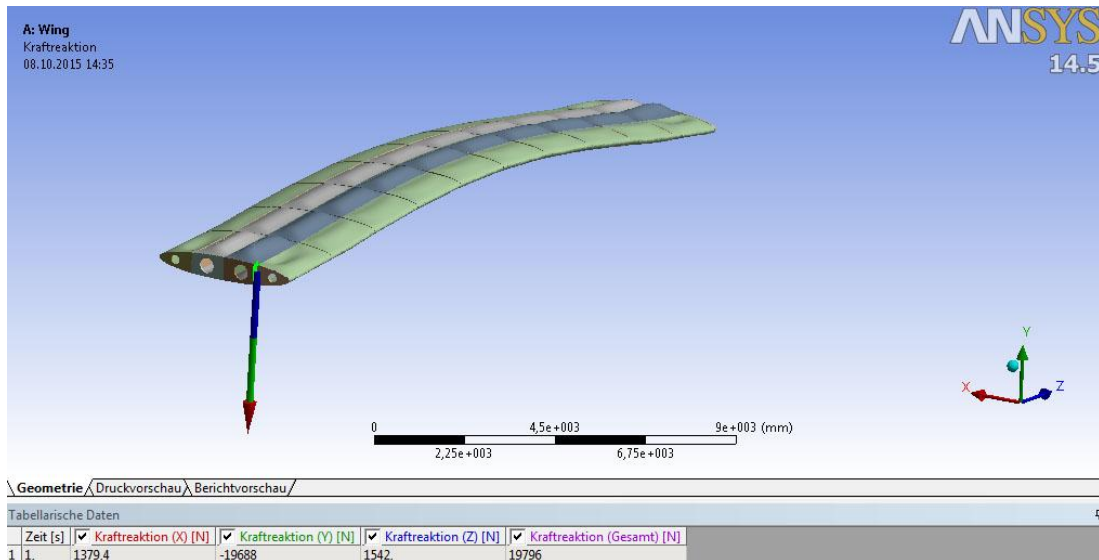 A: Wing
Kraftreaktion
08.10.2015 14:35
ANSYS
14.5
Y
X
Z
0 4,5e+003 9e+003 (mm)
2,25e+003 6,75e+003
Geometrie Druckvorschau Berichtvorschau
Tabellarische Daten
Zeit [s] Kraftreaktion (X) [N] Kraftreaktion (Y) [N] Kraftreaktion (Z) [N] Kraftreaktion (Gesamt) [N]
1 1. 1379.4 -19688 1542. 19796